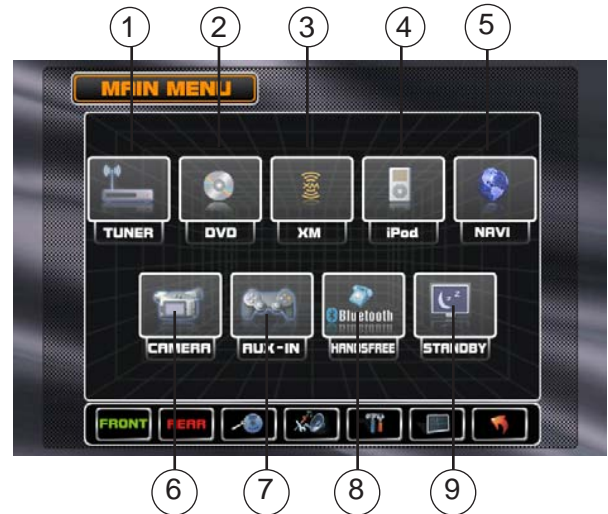 1 2 3 4 5
MAIN MENU
XM
TUNER DVD XM iPod NAVI
Bluetooth
z z
CAMERA AUX-IN HANDSFREE STANDBY
FRONT REAR
6 7 8 9